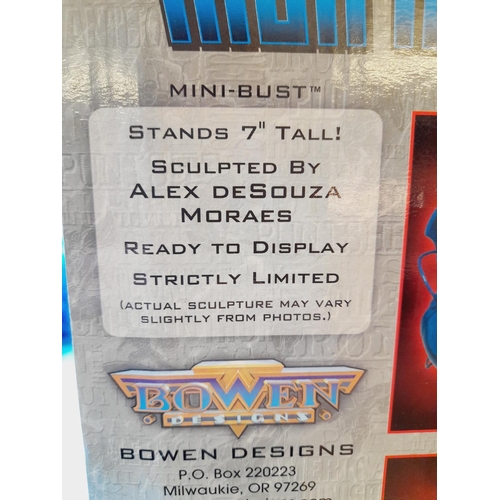 MINI-BUST™
STANDS 7" TALL!
SCULPTED BY
ALEX DESOUZA
MORAES
READY TO DISPLAY
STRICTLY LIMITED
(ACTUAL SCULPTURE MAY VARY
SLIGHTLY FROM PHOTOS.)
BOWEN
DESIGNS
BOWEN DESIGNS
P.O. Box 220223
Milwaukie, OR 97269